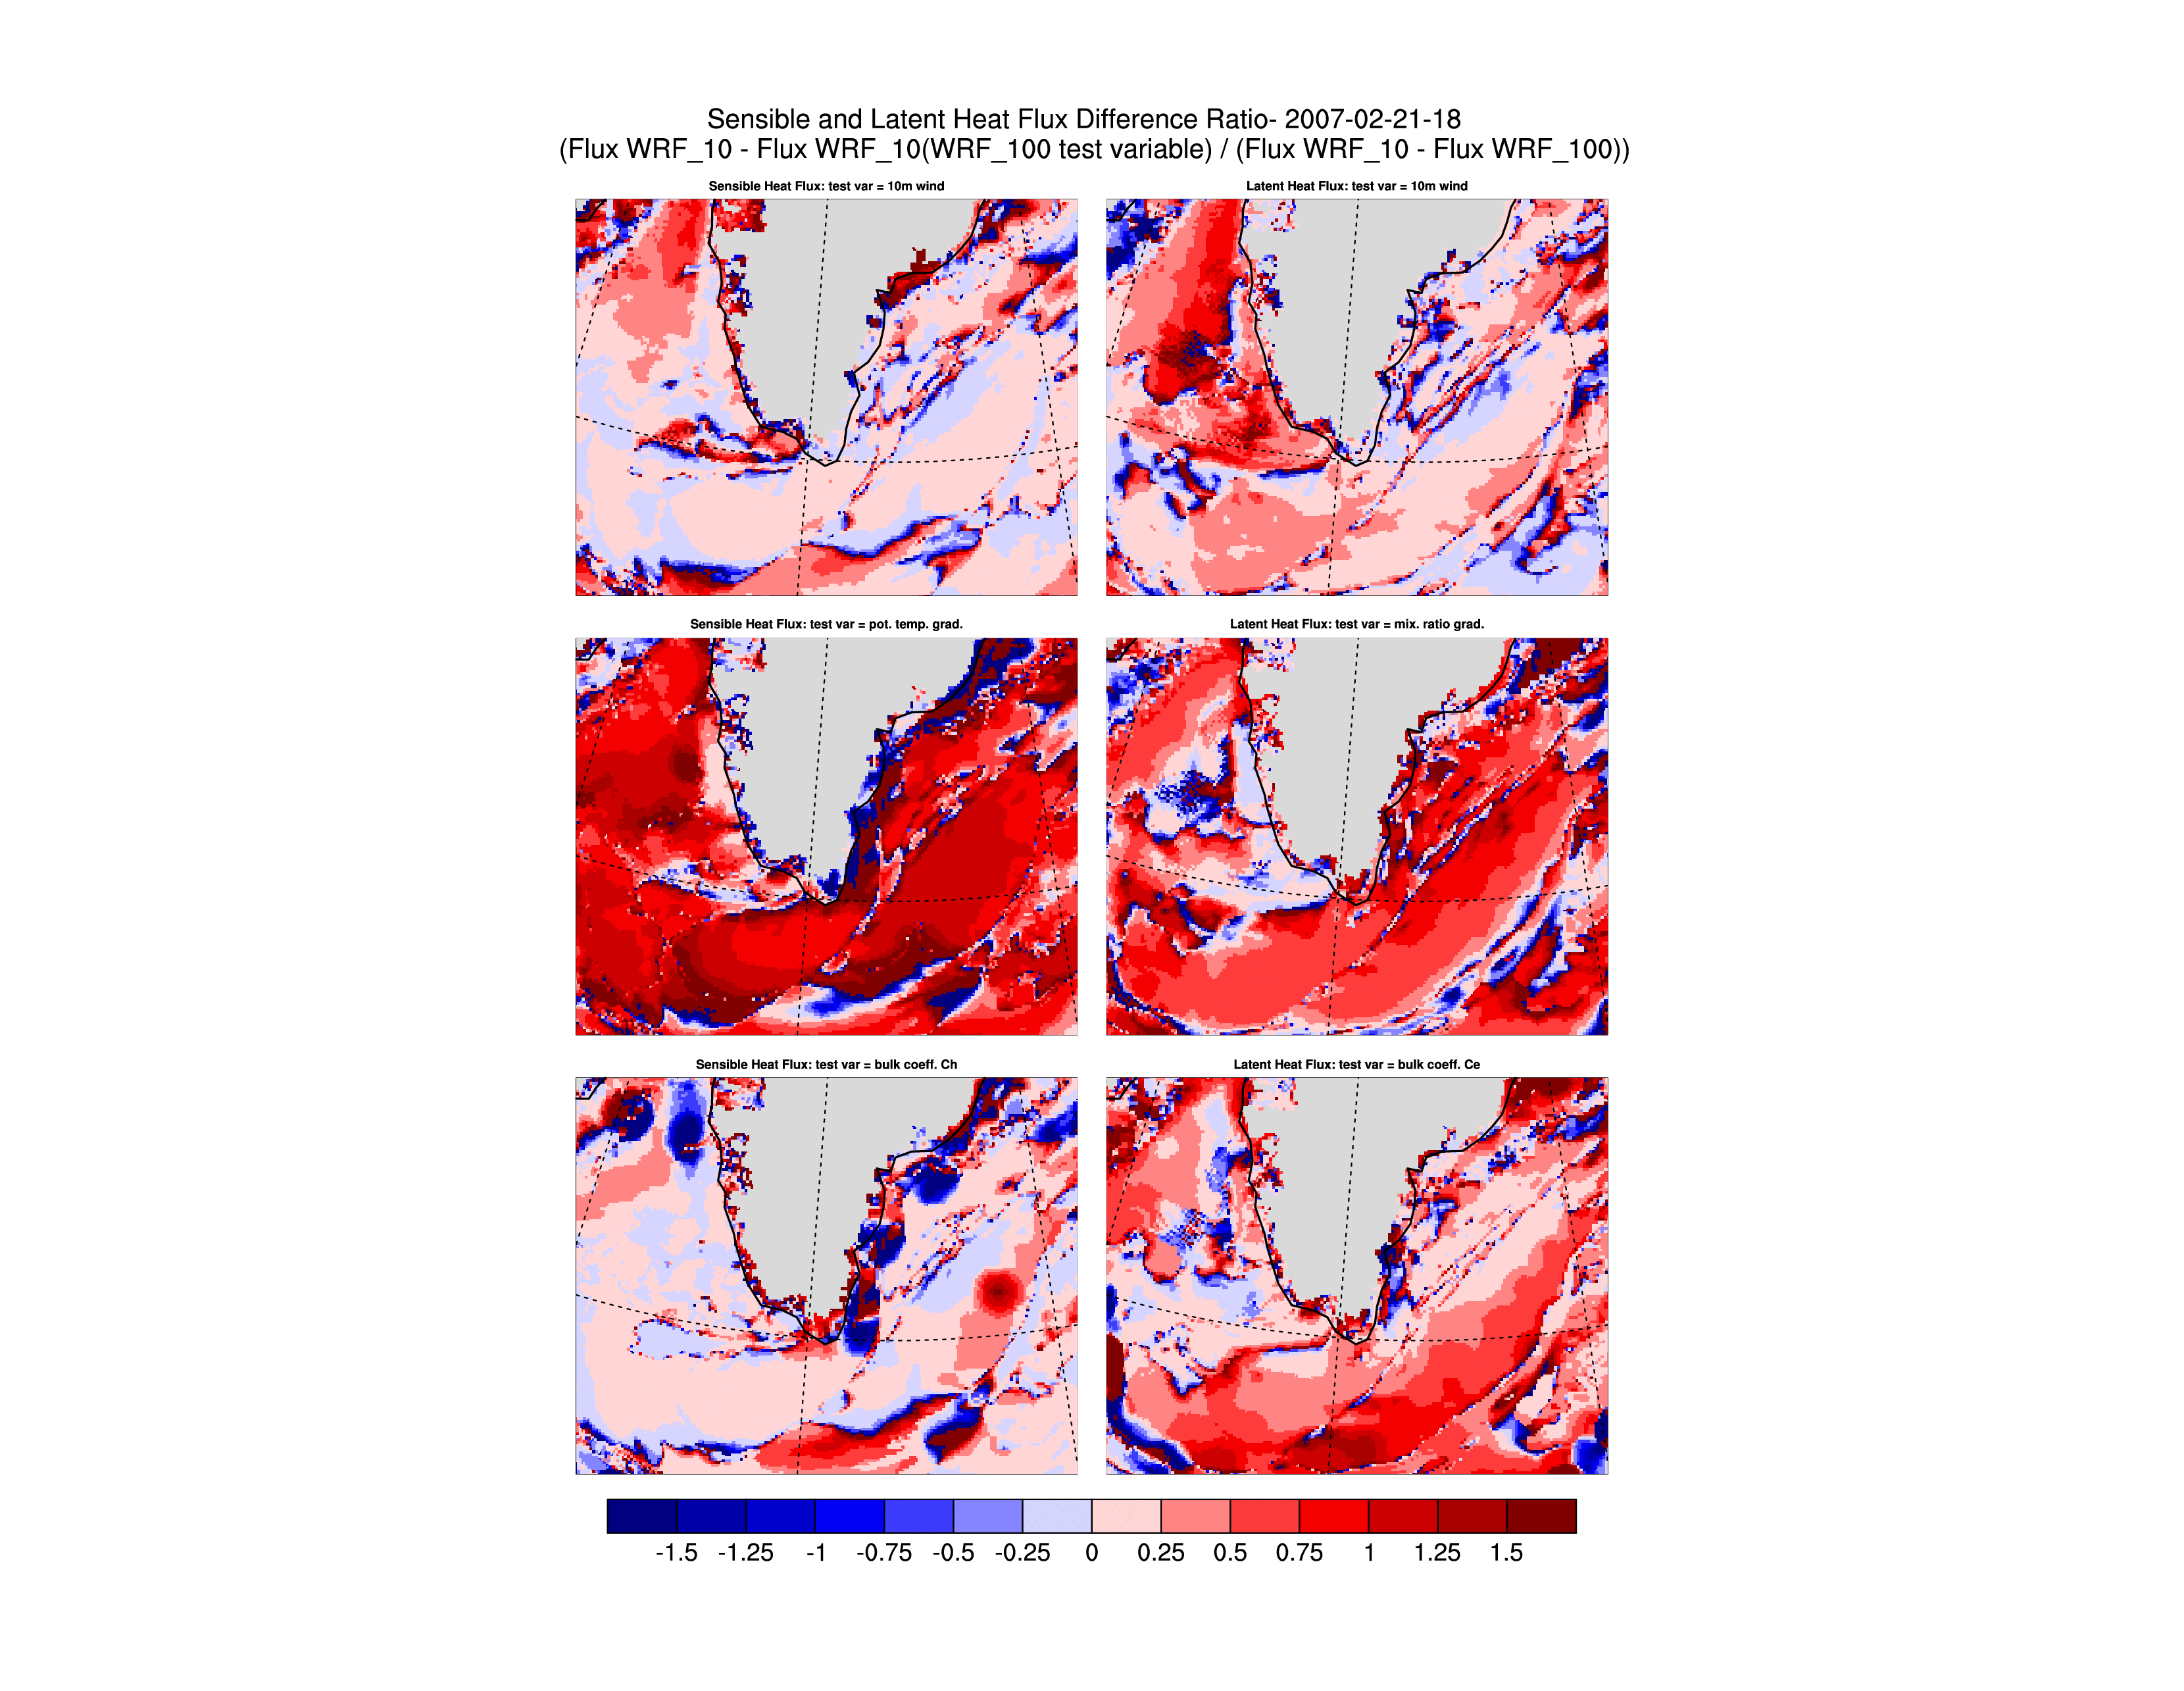 Sensible and Latent Heat Flux Difference Ratio- 2007-02-21-18
(Flux WRF_10 - Flux WRF_10(WRF_100 test variable) / (Flux WRF_10 - Flux WRF_100))
Sensible Heat Flux: test var = 10m wind
Latent Heat Flux: test var = 10m wind
Sensible Heat Flux: test var = pot. temp. grad.
Latent Heat Flux: test var = mix. ratio grad.
Sensible Heat Flux: test var = bulk coeff. Ch
Latent Heat Flux: test var = bulk coeff. Ce
-1.5 -1.25 -1 -0.75 -0.5 -0.25 0 0.25 0.5 0.75 1 1.25 1.5